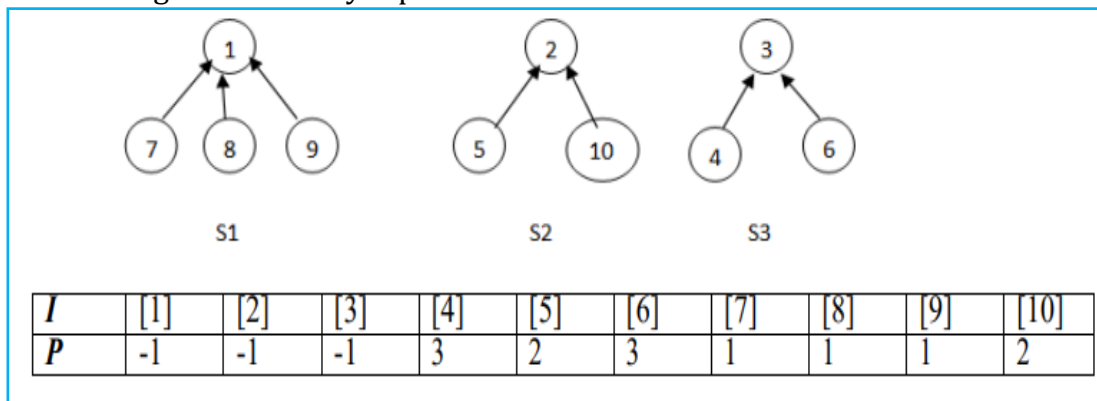 1 2 3
7 8 9 5 10 4 6
S1 S2 S3
I [1] [2] [3] [4] [5] [6] [7] [8] [9] [10]
P -1 -1 -1 3 2 3 1 1 1 2